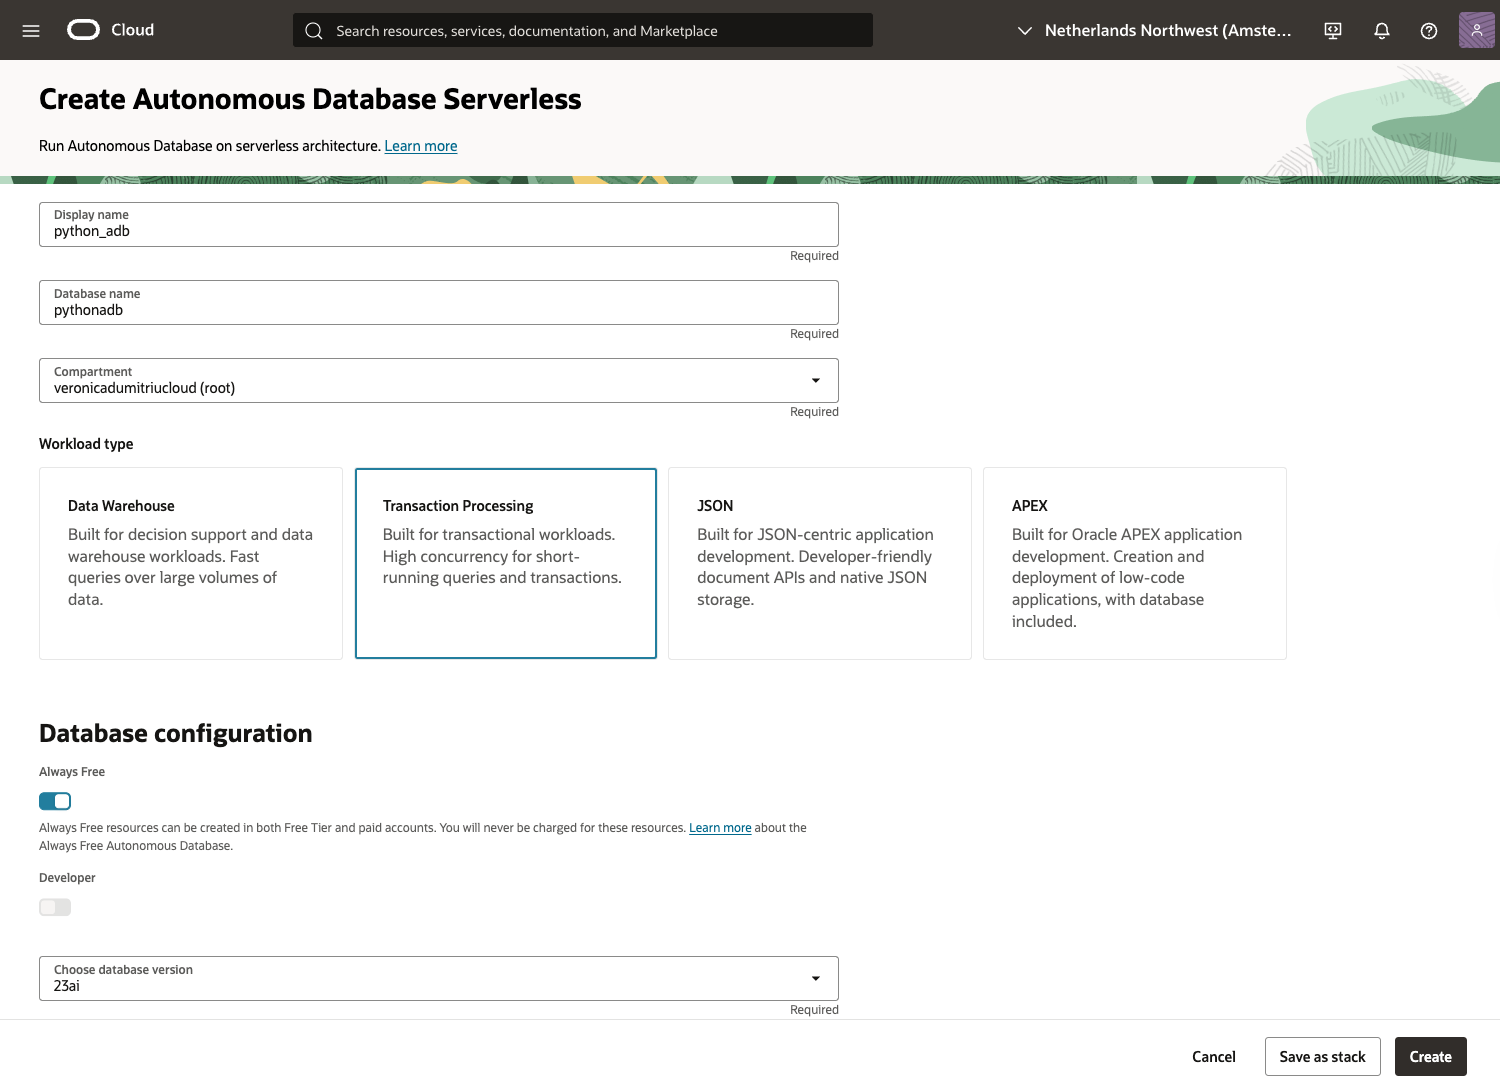 Cloud
Search resources, services, documentation, and Marketplace
Netherlands Northwest (Amste...
Create Autonomous Database Serverless
Run Autonomous Database on serverless architecture. Learn more
Display name
python_adb
Required
Database name
pythonadb
Required
Compartment
veronicadumitriucloud (root)
Required
Workload type
Data Warehouse
Built for decision support and data
warehouse workloads. Fast
queries over large volumes of
data.
Transaction Processing
Built for transactional workloads.
High concurrency for short-
running queries and transactions.
JSON
Built for JSON-centric application
development. Developer-friendly
document APIs and native JSON
storage.
APEX
Built for Oracle APEX application
development. Creation and
deployment of low-code
applications, with database
included.
Database configuration
Always Free
Always Free resources can be created in both Free Tier and paid accounts. You will never be charged for these resources. Learn more about the
Always Free Autonomous Database.
Developer
Choose database version
23ai
Required
Cancel
Save as stack
Create